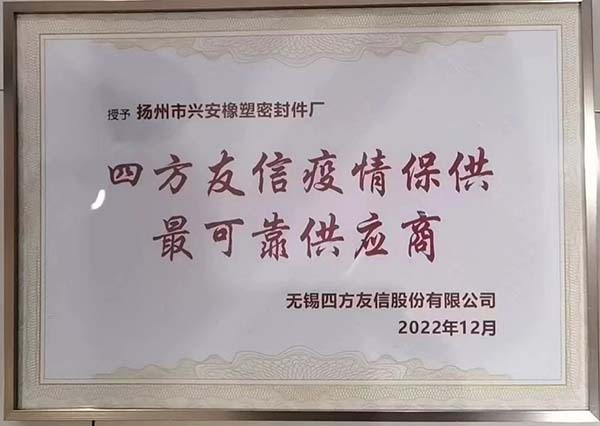 授予 扬州市兴安橡塑密封件厂
四方友信疫情保供
最可靠供应商
无锡四方友信股份有限公司
2022年12月